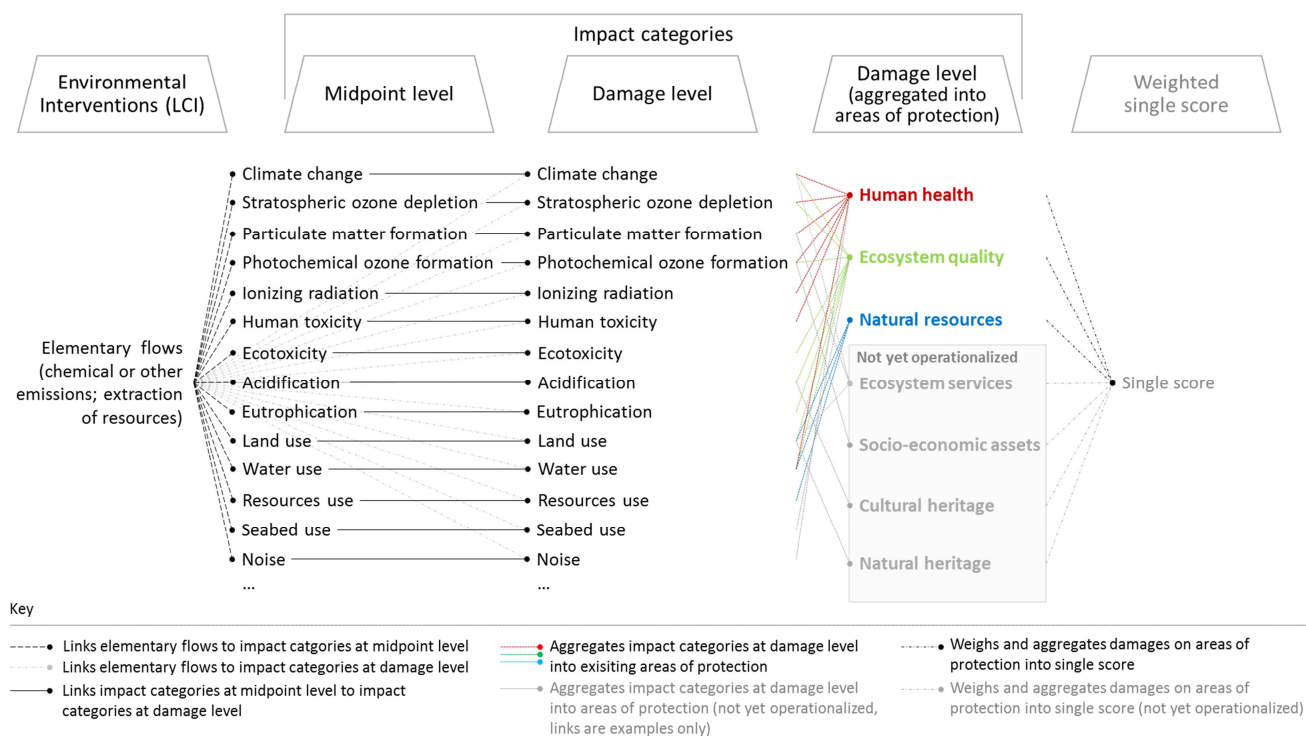 Impact categories
Environmental
Interventions (LCI)
Midpoint level
Damage level
Damage level
(aggregated into
areas of protection)
Weighted
single score
Elementary flows
(chemical or other
emissions; extraction
of resources)
Climate change
Stratospheric ozone depletion
Particulate matter formation
Photochemical ozone formation
Ionizing radiation
Human toxicity
Ecotoxicity
Acidification
Eutrophication
Land use
Water use
Resources use
Seabed use
Noise
...
Climate change
Stratospheric ozone depletion
Particulate matter formation
Photochemical ozone formation
Ionizing radiation
Human toxicity
Ecotoxicity
Acidification
Eutrophication
Land use
Water use
Resources use
Seabed use
Noise
...
Human health
Ecosystem quality
Natural resources
Not yet operationalized
Ecosystem services
Socio-economic assets
Cultural heritage
Natural heritage
Single score
Key
Links elementary flows to impact catgories at midpoint level
Links elementary flows to impact categories at damage level
Links impact categories at midpoint level to impact
categories at damage level
Aggregates impact categories at damage level
into exisiting areas of protection
Aggregates impact categories at damage level
into areas of protection (not yet operationalized,
links are examples only)
Weighs and aggregates damages on areas of
protection into single score
Weighs and aggregates damages on areas of
protection into single score (not yet operationalized)